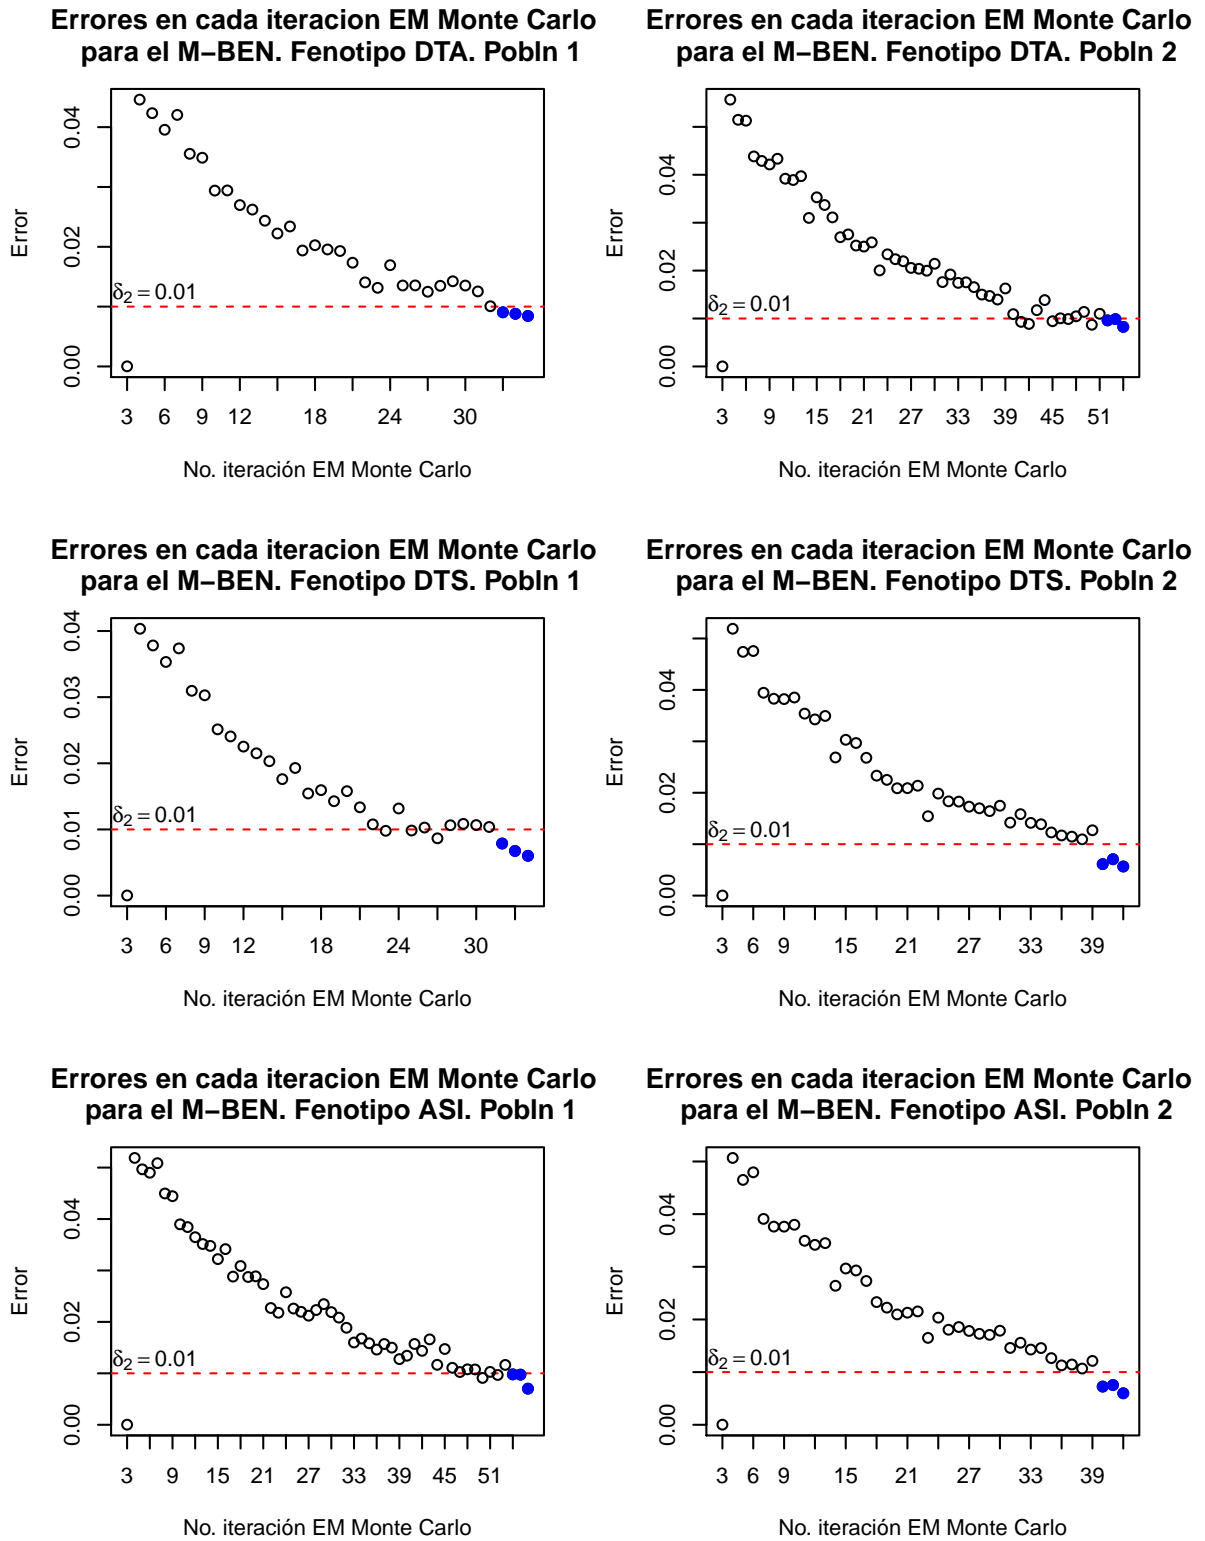 Errores en cada iteracion EM Monte Carlo
para el M−BEN. Fenotipo DTA. Pobln 1
Error
0.00 0.02 0.04
δ2 = 0.01
3 6 9 12 18 24 30
No. iteración EM Monte Carlo
Errores en cada iteracion EM Monte Carlo
para el M−BEN. Fenotipo DTA. Pobln 2
Error
0.00 0.02 0.04
δ2 = 0.01
3 9 15 21 27 33 39 45 51
No. iteración EM Monte Carlo
Errores en cada iteracion EM Monte Carlo
para el M−BEN. Fenotipo DTS. Pobln 1
Error
0.00 0.01 0.02 0.03 0.04
δ2 = 0.01
3 6 9 12 18 24 30
No. iteración EM Monte Carlo
Errores en cada iteracion EM Monte Carlo
para el M−BEN. Fenotipo DTS. Pobln 2
Error
0.00 0.02 0.04
δ2 = 0.01
3 6 9 15 21 27 33 39
No. iteración EM Monte Carlo
Errores en cada iteracion EM Monte Carlo
para el M−BEN. Fenotipo ASI. Pobln 1
Error
0.00 0.02 0.04
δ2 = 0.01
3 9 15 21 27 33 39 45 51
No. iteración EM Monte Carlo
Errores en cada iteracion EM Monte Carlo
para el M−BEN. Fenotipo ASI. Pobln 2
Error
0.00 0.02 0.04
δ2 = 0.01
3 6 9 15 21 27 33 39
No. iteración EM Monte Carlo